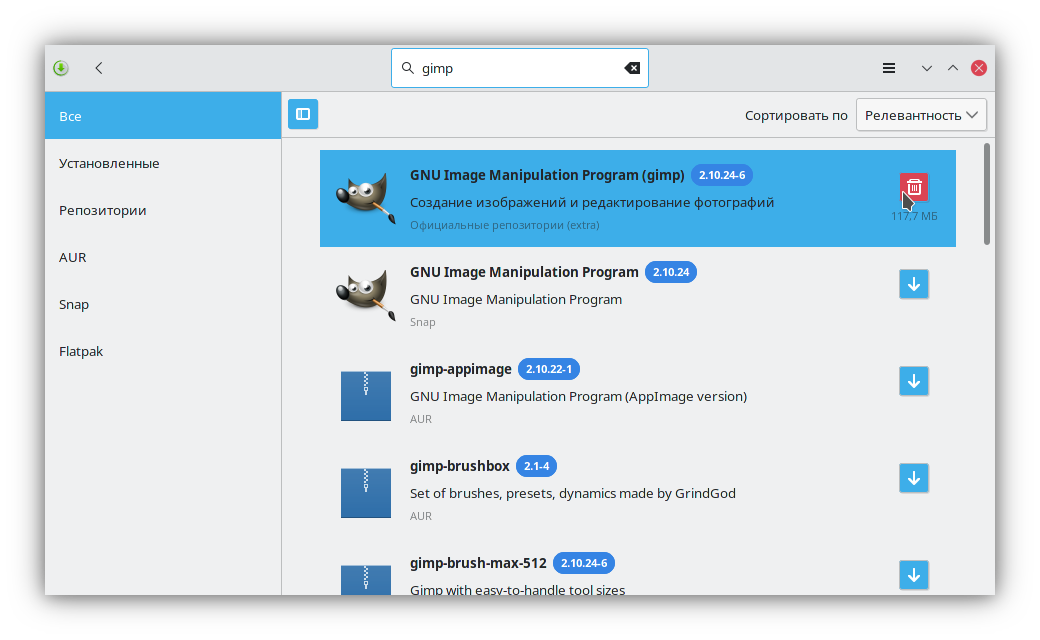 gimp
Все
Установленные
Репозитории
AUR
Snap
Flatpak
Сортировать по Релевантность
GNU Image Manipulation Program (gimp) 2.10.24-6
Создание изображений и редактирование фотографий
Официальные репозитории (extra)
117,7 МБ
GNU Image Manipulation Program 2.10.24
GNU Image Manipulation Program
Snap
gimp-appimage 2.10.22-1
GNU Image Manipulation Program (AppImage version)
AUR
gimp-brushbox 2.1-4
Set of brushes, presets, dynamics made by GrindGod
AUR
gimp-brush-max-512 2.10.24-6
Gimp with easy-to-handle tool sizes